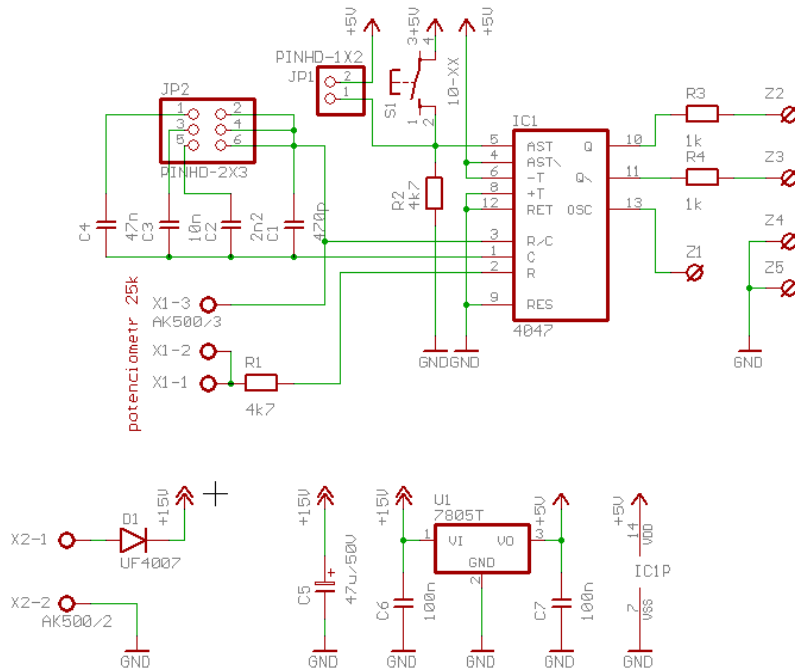 +5V
3+5V
4
+5V
PINHD-1X2
JP1
2
1
S1
1
2
10-XX
JP2
1
2
3
4
5
6
PINHD-2X3
C4
47n
C3
10n
C2
2n2
C1
470p
R2
4k7
IC1
5 AST Q 10
4 AST\
6 -T Q/ 11
8 +T
12 RET OSC 13
3 R/C
1 C
2 R
9 RES
4047
R3
1k
R4
1k
Z2
Z3
Z4
Z5
Z1
GND
GND
GND
potenciometr 25k
X1-3
AK500/3
X1-2
X1-1
R1
4k7
X2-1
D1
UF4007
+15V
X2-2
AK500/2
GND
+15V
C5
+
47u/50V
GND
+15V
U1
7805T
1 VI VO 3
GND
2
+5V
C6
100n
C7
100n
GND
GND
GND
+5V
14
VDD
IC1P
7
VSS
GND